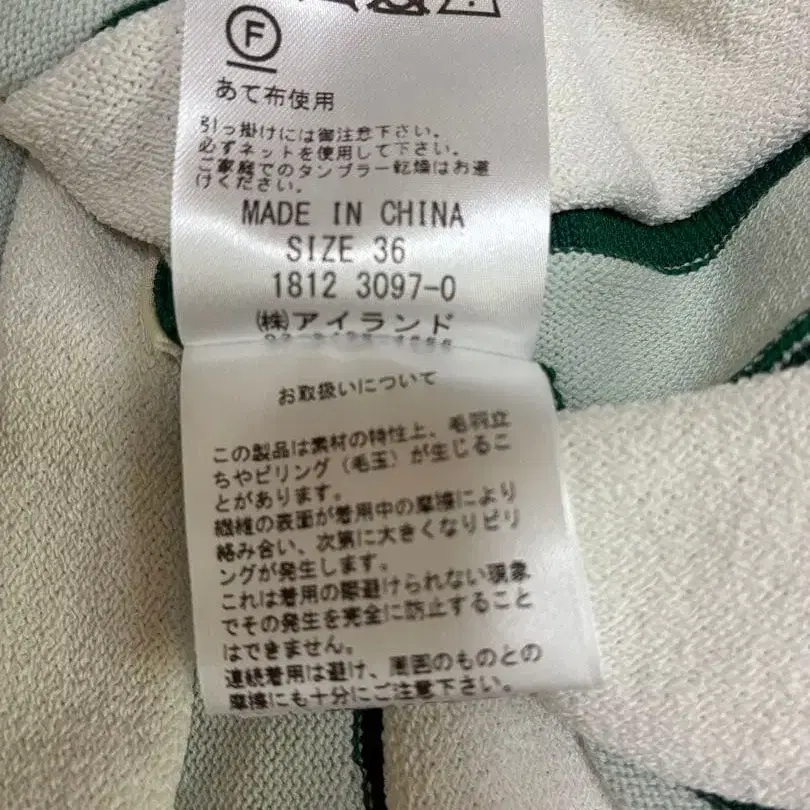 F
あて布使用
引っ掛けには御注意下さい。
必ずネットを使用して下さい。
ご家庭でのタンブラー乾燥はお避
けください。
MADE IN CHINA
SIZE 36
1812 3097-0
㈱アイランド
お取扱いについて
この製品は素材の特性上、毛羽立
ちやピリング（毛玉）が生じるこ
とがあります。
繊維の表面が着用中の摩擦により
絡み合い、次第に大きくなりピリ
ングが発生します。
これは着用の際避けられない現象
でその発生を完全に防止すること
はできません。
連続着用は避け、周囲のものとの
摩擦にも十分にご注意下さい。